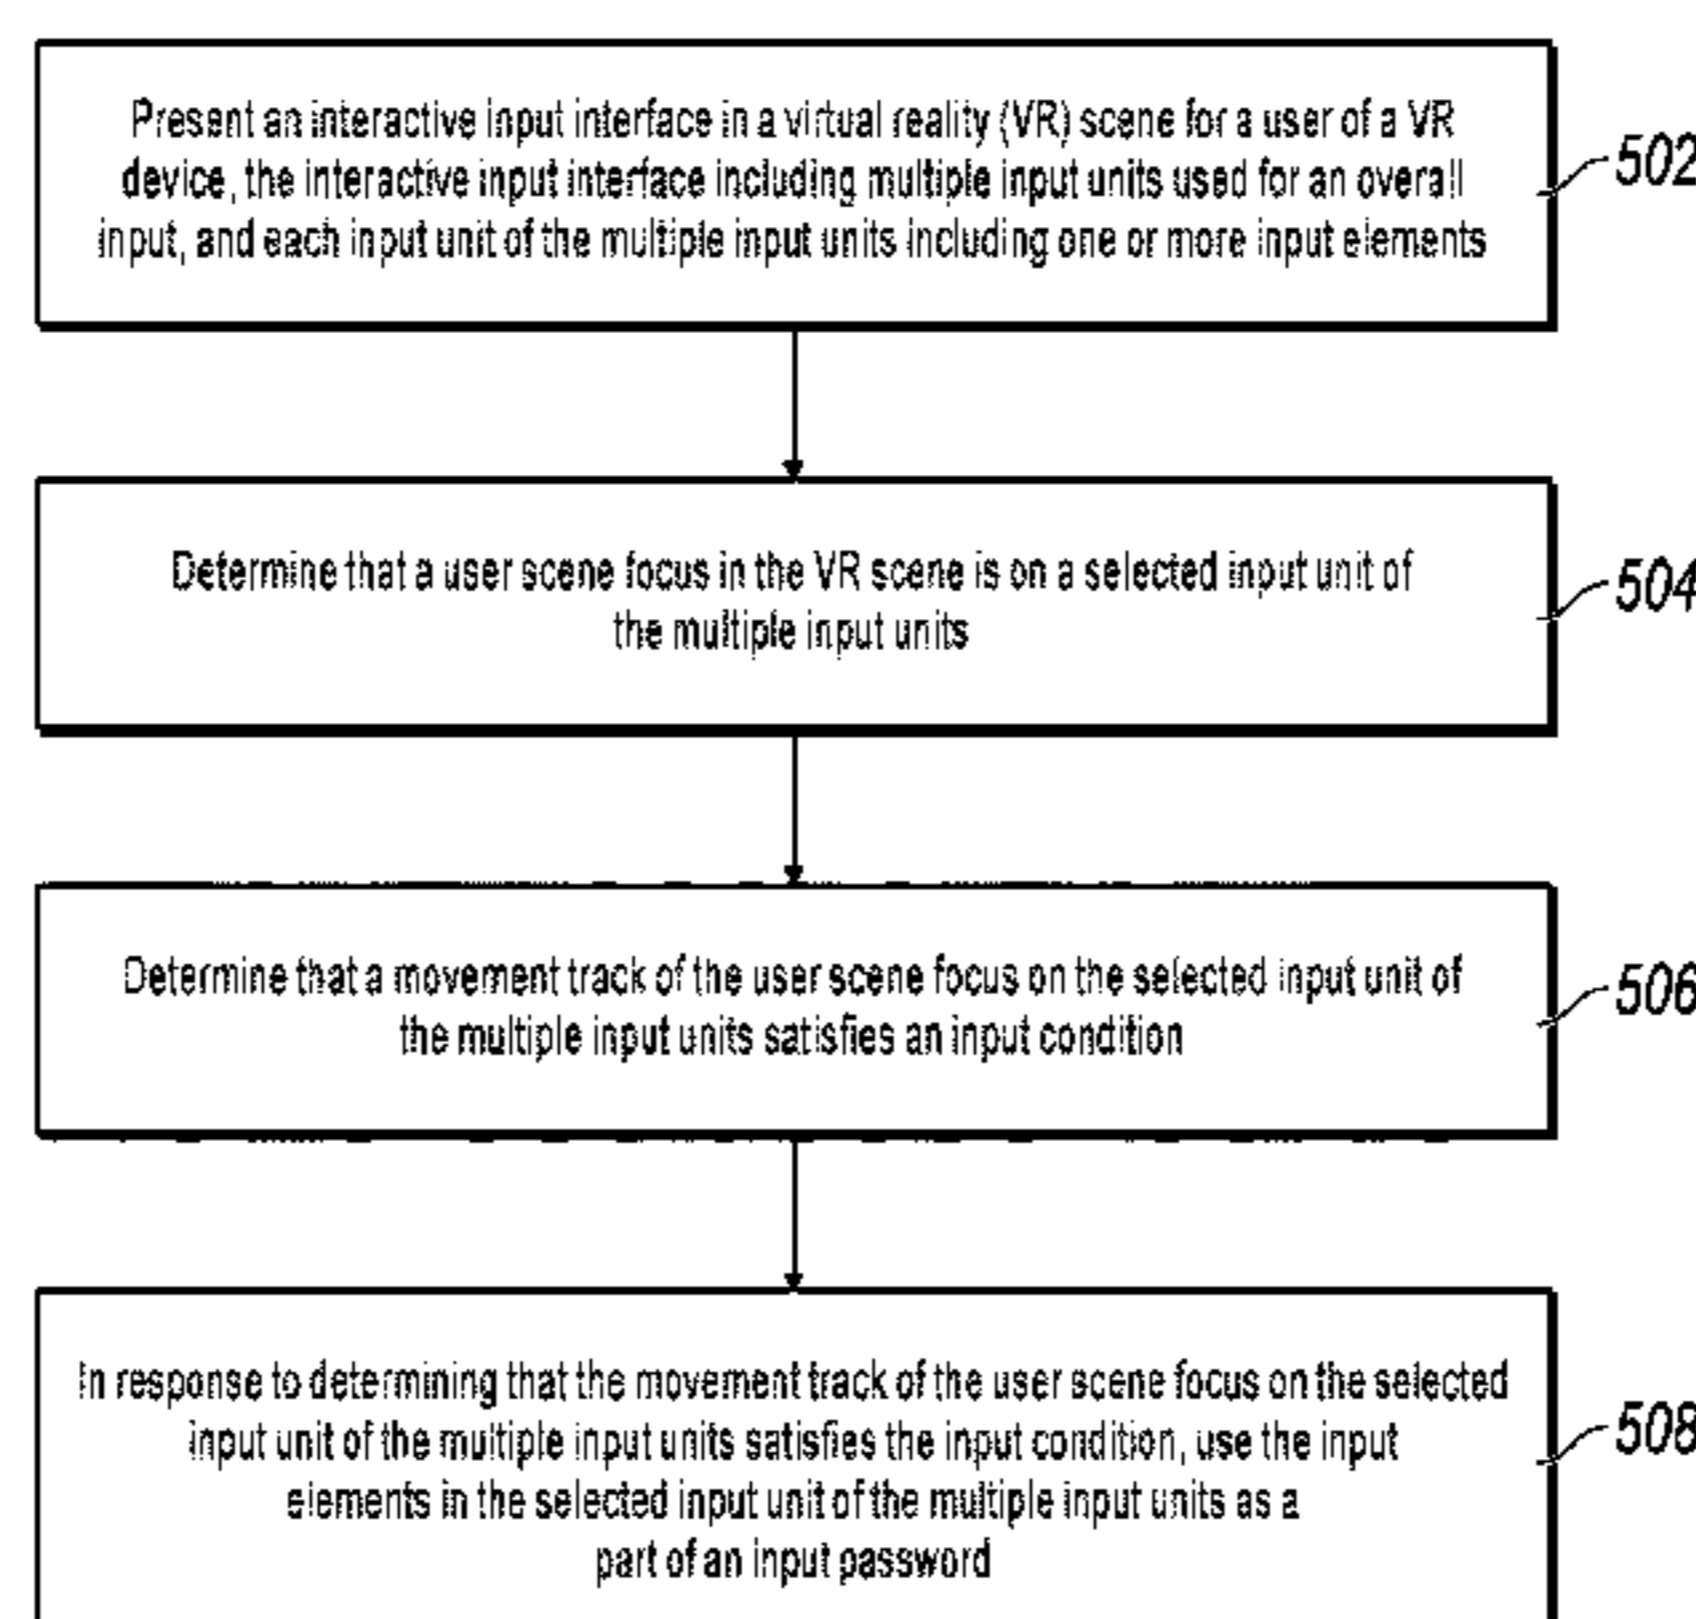 Present an interactive input interface in a virtual reality (VR) scene for a user of a VR
device, the interactive input interface including multiple input units used for an overall
input, and each input unit of the multiple input units including one or more input elements
502
Determine that a user scene focus in the VR scene is on a selected input unit of
the multiple input units
504
Determine that a movement track of the user scene focus on the selected input unit of
the multiple input units satisfies an input condition
506
In response to determining that the movement track of the user scene focus on the selected
input unit of the multiple input units satisfies the input condition, use the input
elements in the selected input unit of the multiple input units as a
part of an input password
508